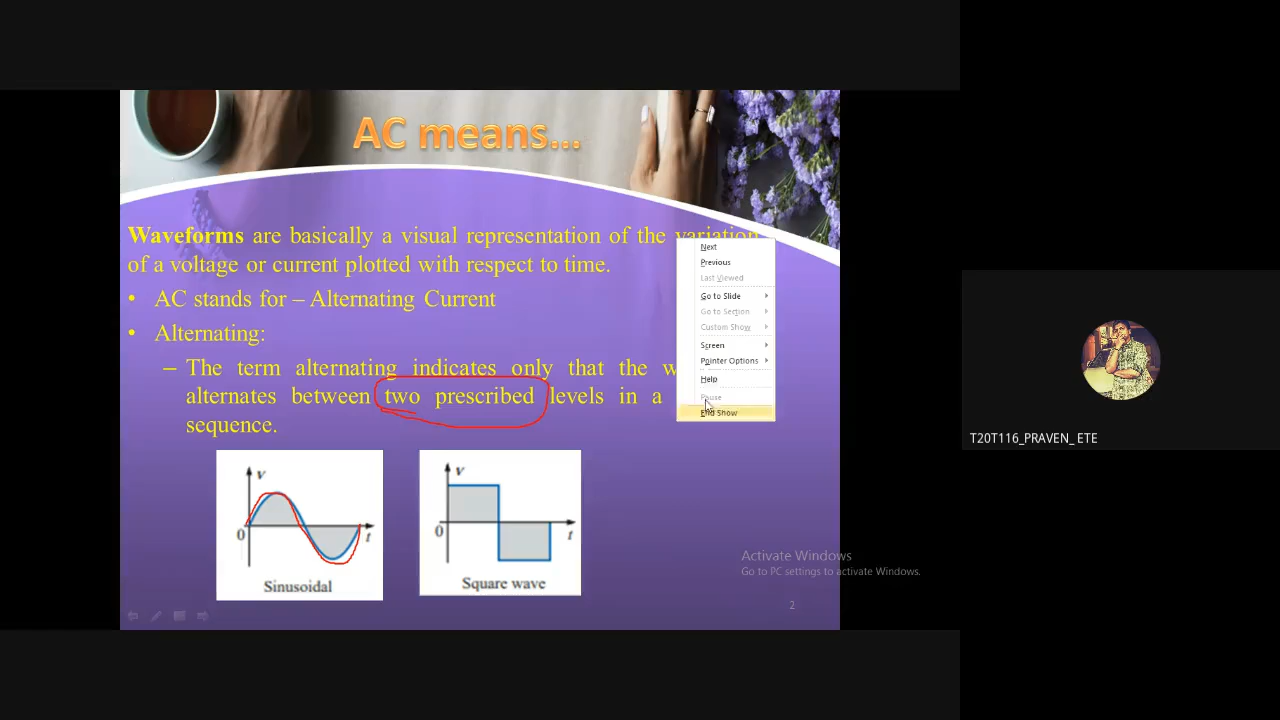 AC means...
Waveforms are basically a visual representation of the variation
of a voltage or current plotted with respect to time.
• AC stands for – Alternating Current
• Alternating:
– The term alternating indicates only that the w
alternates between two prescribed levels in a
sequence.
Next
Previous
Last Viewed
Go to Slide
Go to Section
Custom Show
Screen
Pointer Options
Help
Pause
End Show
v
0
t
Sinusoidal
v
0
t
Square wave
Activate Windows
Go to PC settings to activate Windows.
2
T20T116_PRAVEN_ ETE